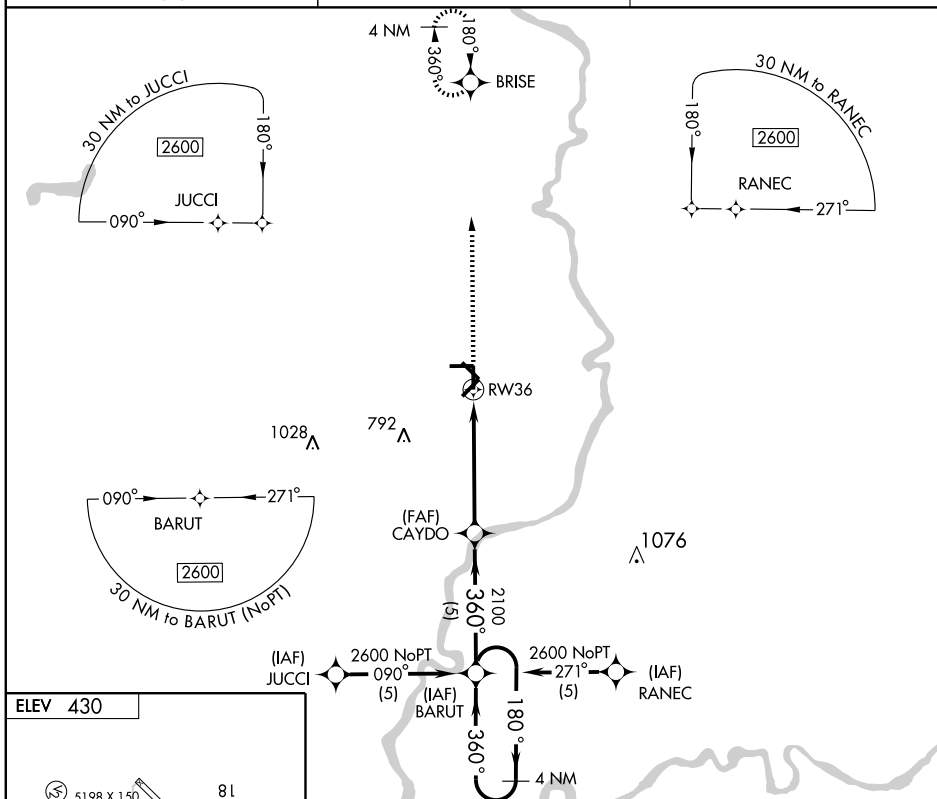 4 NM
180°
360°
BRISE
30 NM to JUCCI
2600
180°
JUCCI
090°
30 NM to RANEC
2600
180°
RANEC
271°
RW36
1028
792
090°
271°
BARUT
2600
30 NM to BARUT (NoPT)
(FAF)
CAYDO
1076
2100
360°
(5)
(IAF)
JUCCI
2600 NoPT
090°
(5)
(IAF)
BARUT
2600 NoPT
271°
(5)
(IAF)
RANEC
180°
360°
4 NM
ELEV 430
5198 X 150
18